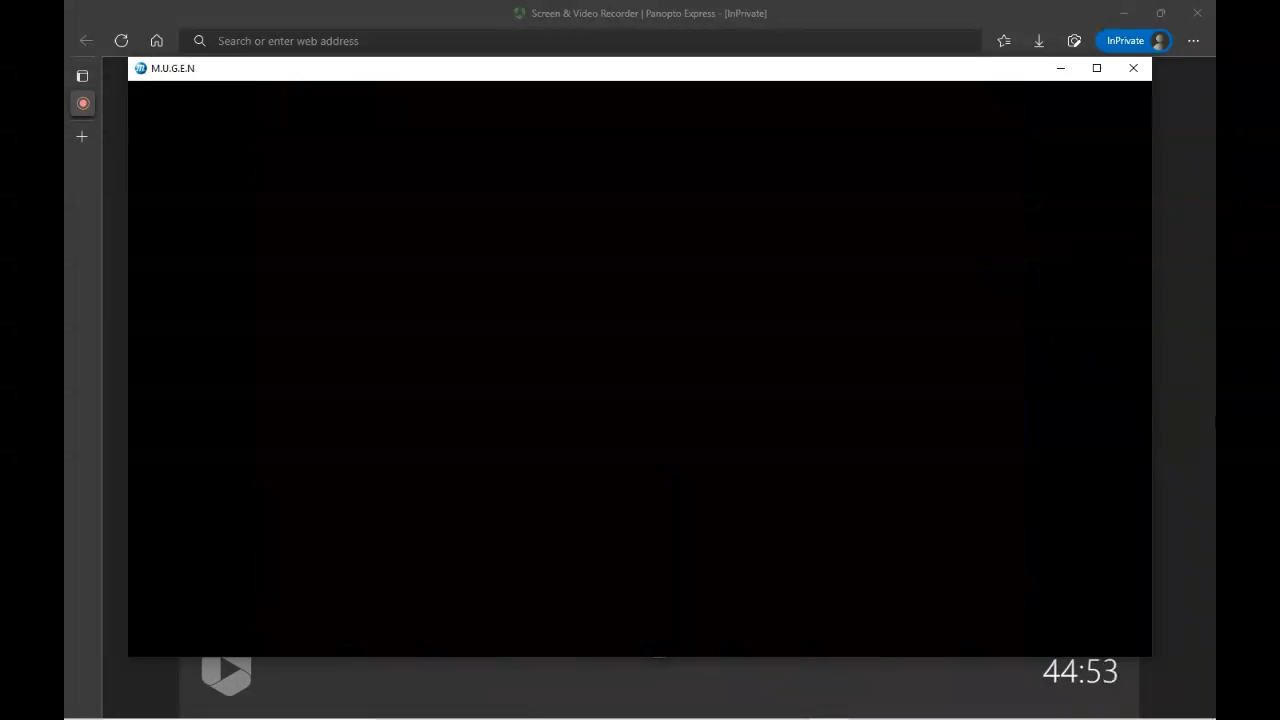 Screen & Video Recorder | Panopto Express - [InPrivate]
Search or enter web address
InPrivate
M.U.G.E.N
44:53